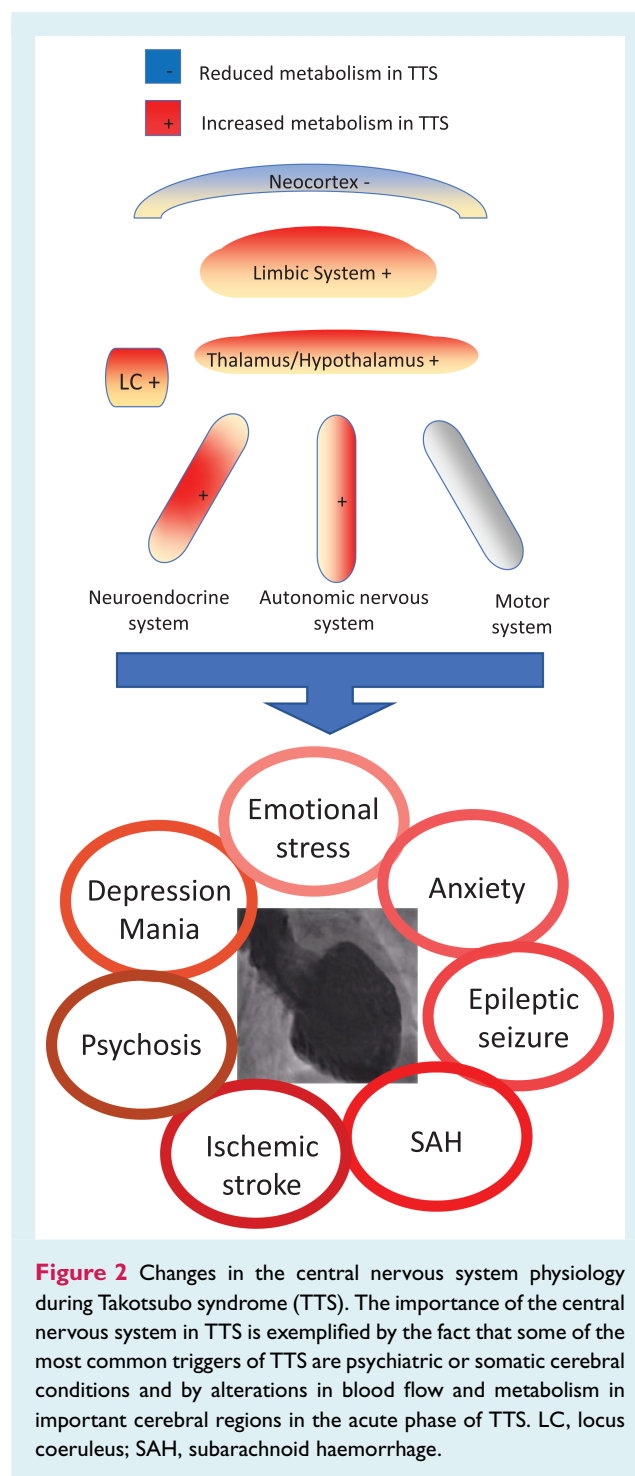 -
Reduced metabolism in TTS
+
Increased metabolism in TTS
Neocortex -
Limbic System +
Thalamus/Hypothalamus +
LC +
+
+
Neuroendocrine
system
Autonomic nervous
system
Motor
system
Emotional
stress
Depression
Mania
Anxiety
Psychosis
Epileptic
seizure
Ischemic
stroke
SAH
Figure 2 Changes in the central nervous system physiology
during Takotsubo syndrome (TTS). The importance of the central
nervous system in TTS is exemplified by the fact that some of the
most common triggers of TTS are psychiatric or somatic cerebral
conditions and by alterations in blood flow and metabolism in
important cerebral regions in the acute phase of TTS. LC, locus
coeruleus; SAH, subarachnoid haemorrhage.